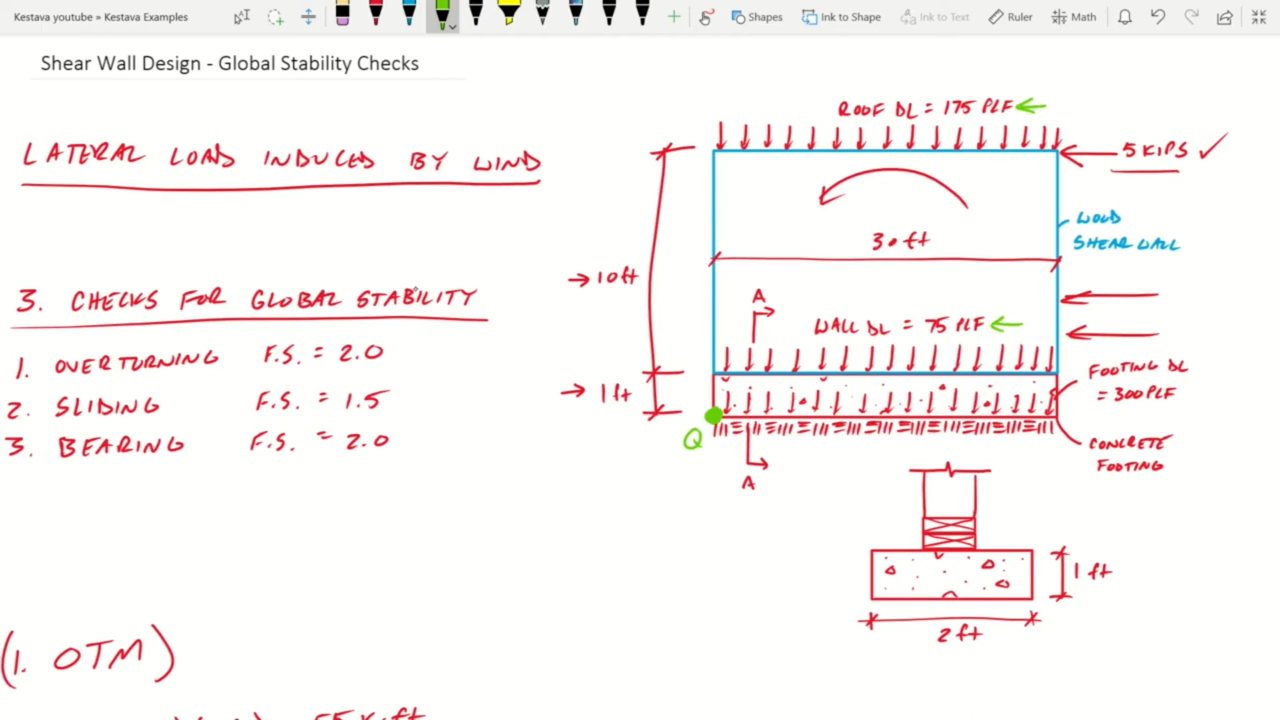 Kestava youtube » Kestava Examples
Shapes
Ink to Shape
Ink to Text
Ruler
Math
Shear Wall Design - Global Stability Checks
LATERAL LOAD INDUCED BY WIND
3. CHECKS FOR GLOBAL STABILITY
1. OVERTURNING F.S. = 2.0
2. SLIDING F.S. = 1.5
3. BEARING F.S. = 2.0
(1. OTM)
ROOF DL = 175 PLF
5 KIPS ✓
WOOD
SHEAR WALL
30 ft
→ 10 ft
A
WALL DL = 75 PLF
→ 1 ft
FOOTING DL
= 300 PLF
Q
A
CONCRETE
FOOTING
1 ft
2 ft